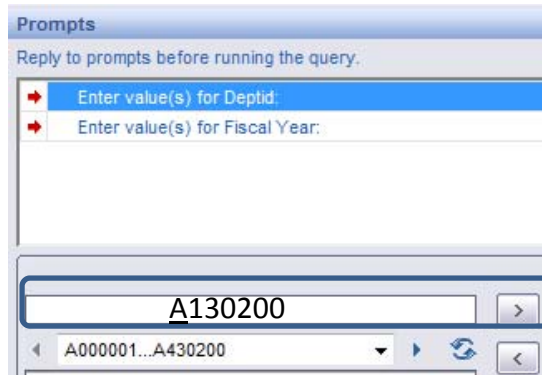 Prompts
Reply to prompts before running the query.
Enter value(s) for Deptid:
Enter value(s) for Fiscal Year:
A130200
>
A000001...A430200
<